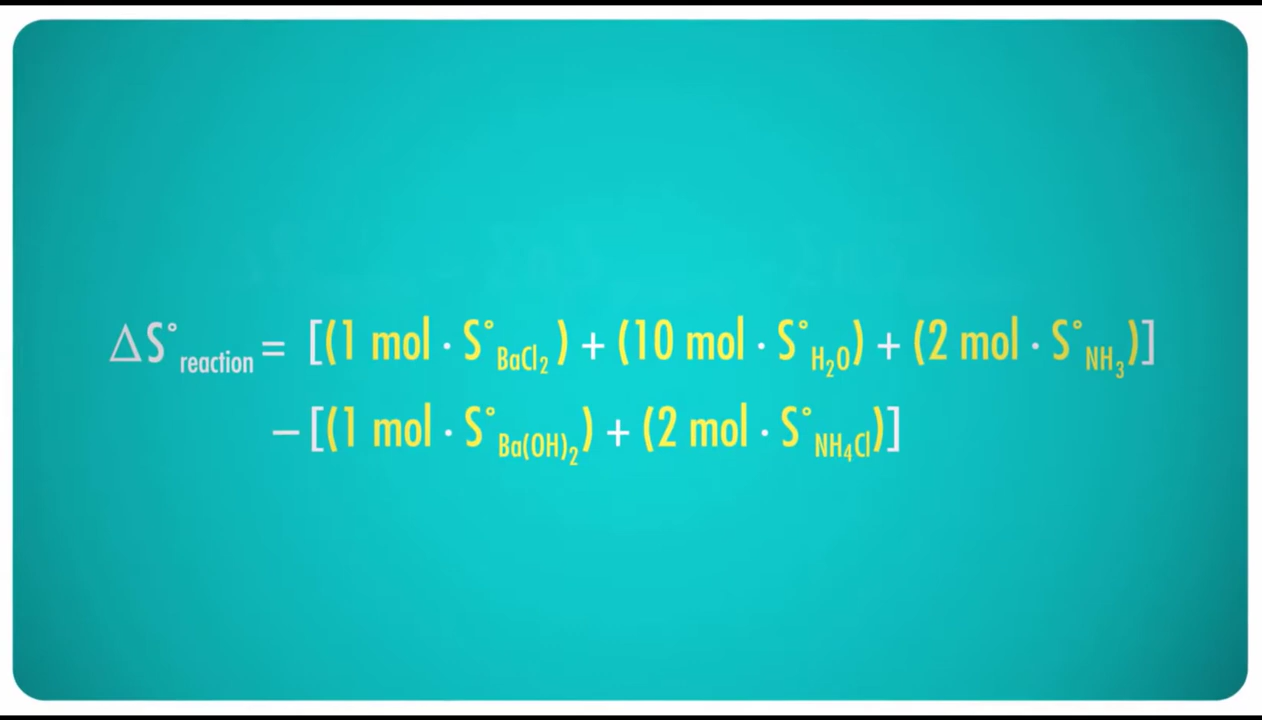 ΔS°reaction = [(1 mol · S°BaCl₂) + (10 mol · S°H₂O) + (2 mol · S°NH₃)]
– [(1 mol · S°Ba(OH)₂) + (2 mol · S°NH₄Cl)]